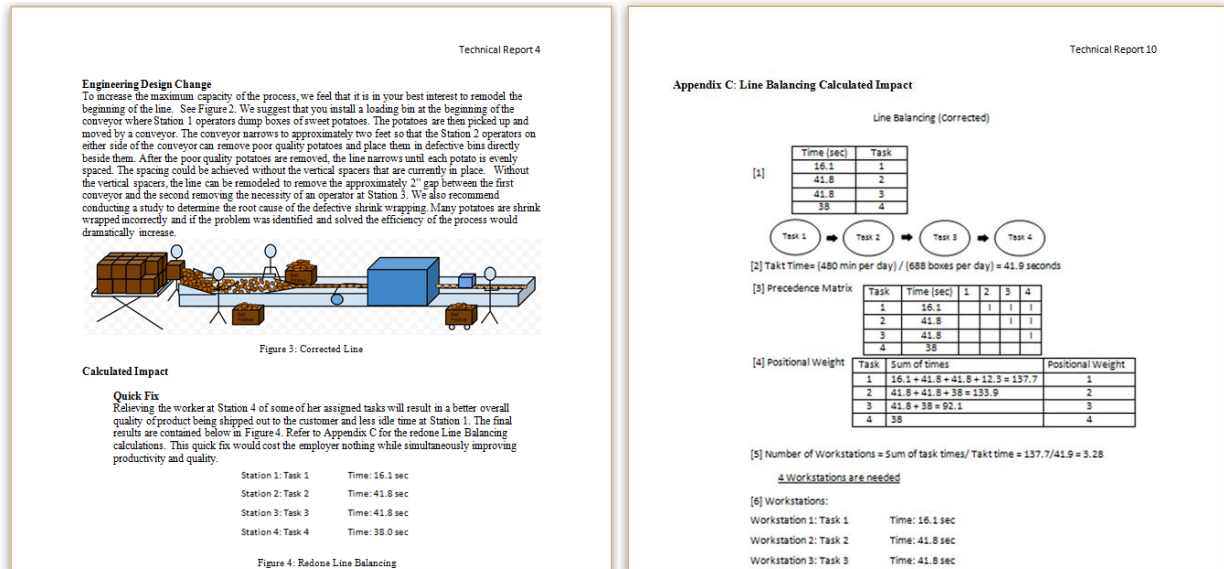 Technical Report 4
Engineering Design Change
To increase the maximum capacity of the process, we feel that it is in your best interest to remodel the
beginning of the line. See Figure 2. We suggest that you install a loading bin at the beginning of the
conveyor where Station 1 operators dump boxes of sweet potatoes. The potatoes are then picked up and
moved by a conveyor. The conveyor narrows to approximately two feet so that the Station 2 operators on
either side of the conveyor can remove poor quality potatoes and place them in defective bins directly
beside them. After the poor quality potatoes are removed, the line narrows until each potato is evenly
spaced. The spacing could be achieved without the vertical spacers that are currently in place. Without
the vertical spacers, the line can be remodeled to remove the approximately 2" gap between the first
conveyor and the second removing the necessity of an operator at Station 3. We also recommend
conducting a study to determine the root cause of the defective shrink wrapping. Many potatoes are shrink
wrapped incorrectly and if the problem was identified and solved the efficiency of the process would
dramatically increase.
Bad Potatoes
Bad Potatoes
Bad Potatoes
Figure 3: Corrected Line
Calculated Impact
Quick Fix
Relieving the worker at Station 4 of some of her assigned tasks will result in a better overall
quality of product being shipped out to the customer and less idle time at Station 1. The final
results are contained below in Figure 4. Refer to Appendix C for the redone Line Balancing
calculations. This quick fix would cost the employer nothing while simultaneously improving
productivity and quality.
Station 1: Task 1 Time: 16.1 sec
Station 2: Task 2 Time: 41.8 sec
Station 3: Task 3 Time: 41.8 sec
Station 4: Task 4 Time: 38.0 sec
Figure 4: Redone Line Balancing
Technical Report 10
Appendix C: Line Balancing Calculated Impact
Line Balancing (Corrected)
[1]
Time (sec) Task
16.1 1
41.8 2
41.8 3
38 4
Task 1 Task 2 Task 3 Task 4
[2] Takt Time= (480 min per day) / (688 boxes per day) = 41.9 seconds
[3] Precedence Matrix
Task Time (sec) 1 2 3 4
1 16.1 I I I
2 41.8 I I
3 41.8 I
4 38
[4] Positional Weight
Task Sum of times Positional Weight
1 16.1 + 41.8 + 41.8 + 12.3 = 137.7 1
2 41.8 + 41.8 + 38 = 133.9 2
3 41.8 + 38 = 92.1 3
4 38 4
[5] Number of Workstations = Sum of task times/ Takt time = 137.7/41.9 = 3.28
4 Workstations are needed
[6] Workstations:
Workstation 1: Task 1 Time: 16.1 sec
Workstation 2: Task 2 Time: 41.8 sec
Workstation 3: Task 3 Time: 41.8 sec